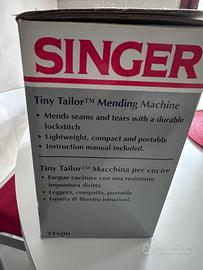 SINGER
Tiny Tailor™ Mending Machine
• Mends seams and tears with a durable
lockstitch
• Lightweight, compact and portable
• Instruction manual included.
Tiny Tailor™ Macchina per cucire
• Esegue cuciture con una resistente
impuntura diritta
• Leggera, compatta, portatile
• Fornita di libretto istruzioni.
TT600
subito